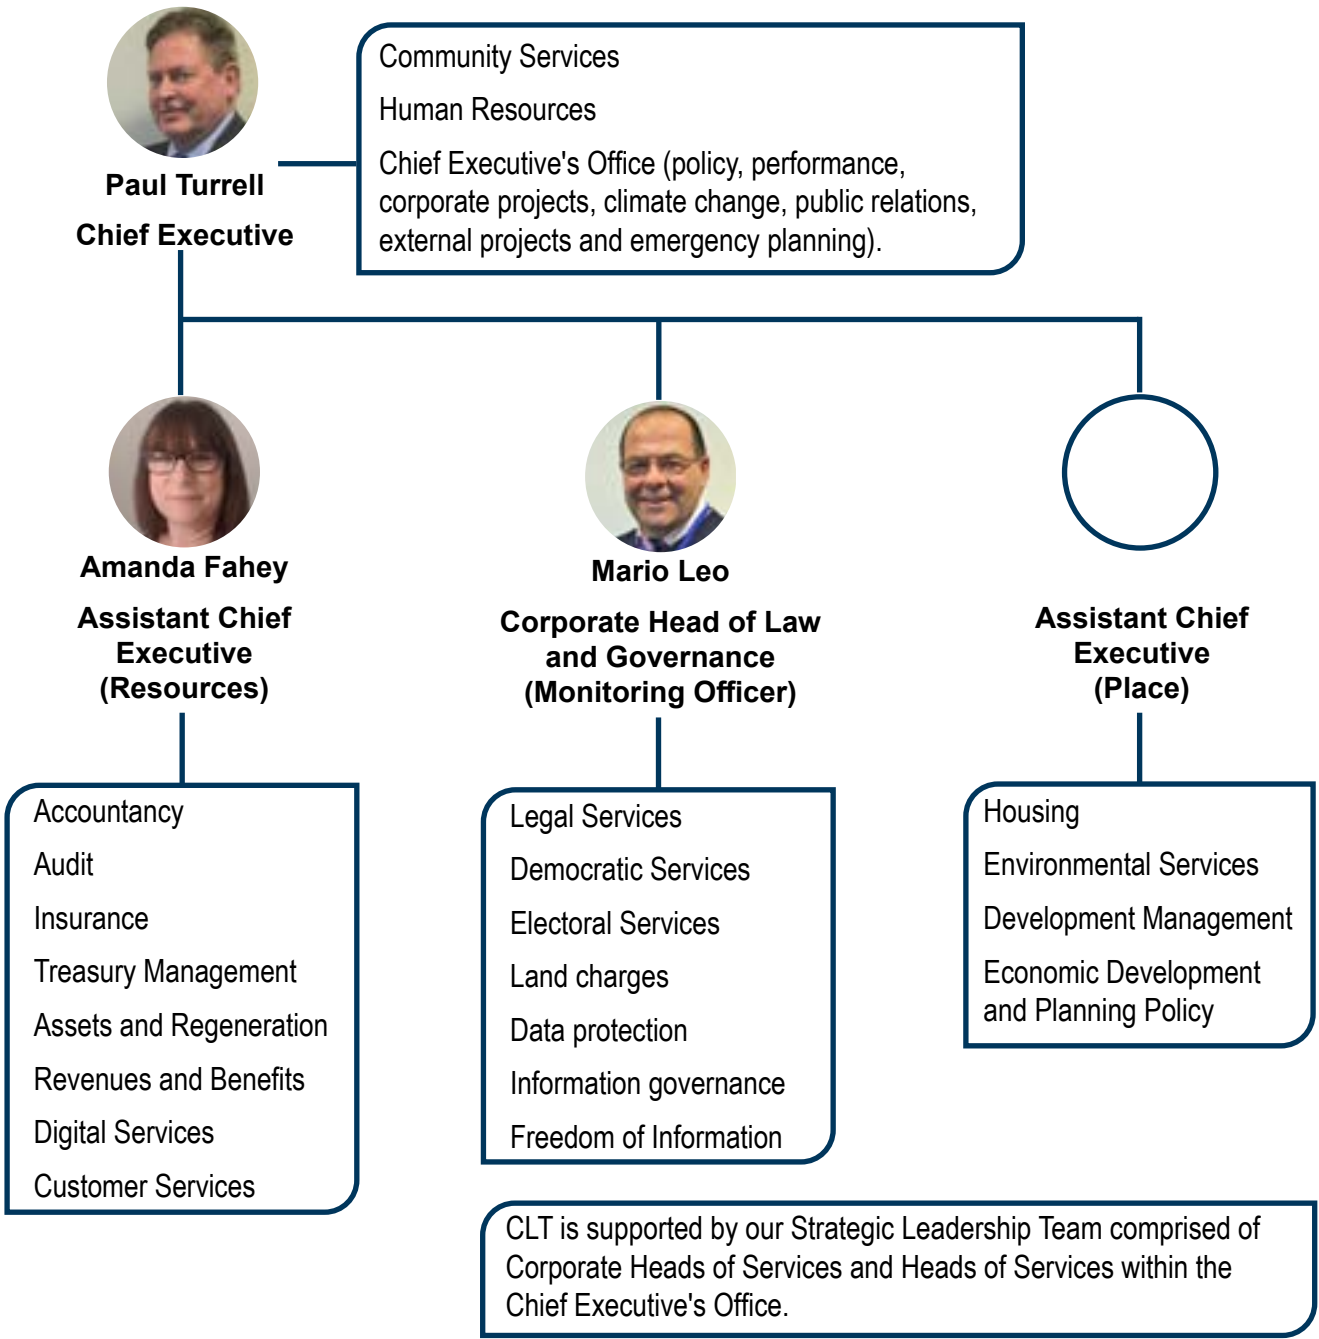 Community Services
Human Resources
Chief Executive's Office (policy, performance,
corporate projects, climate change, public relations,
external projects and emergency planning).
Paul Turrell
Chief Executive
Amanda Fahey
Assistant Chief
Executive
(Resources)
Mario Leo
Corporate Head of Law
and Governance
(Monitoring Officer)
Assistant Chief
Executive
(Place)
Accountancy
Audit
Insurance
Treasury Management
Assets and Regeneration
Revenues and Benefits
Digital Services
Customer Services
Legal Services
Democratic Services
Electoral Services
Land charges
Data protection
Information governance
Freedom of Information
Housing
Environmental Services
Development Management
Economic Development
and Planning Policy
CLT is supported by our Strategic Leadership Team comprised of
Corporate Heads of Services and Heads of Services within the
Chief Executive's Office.